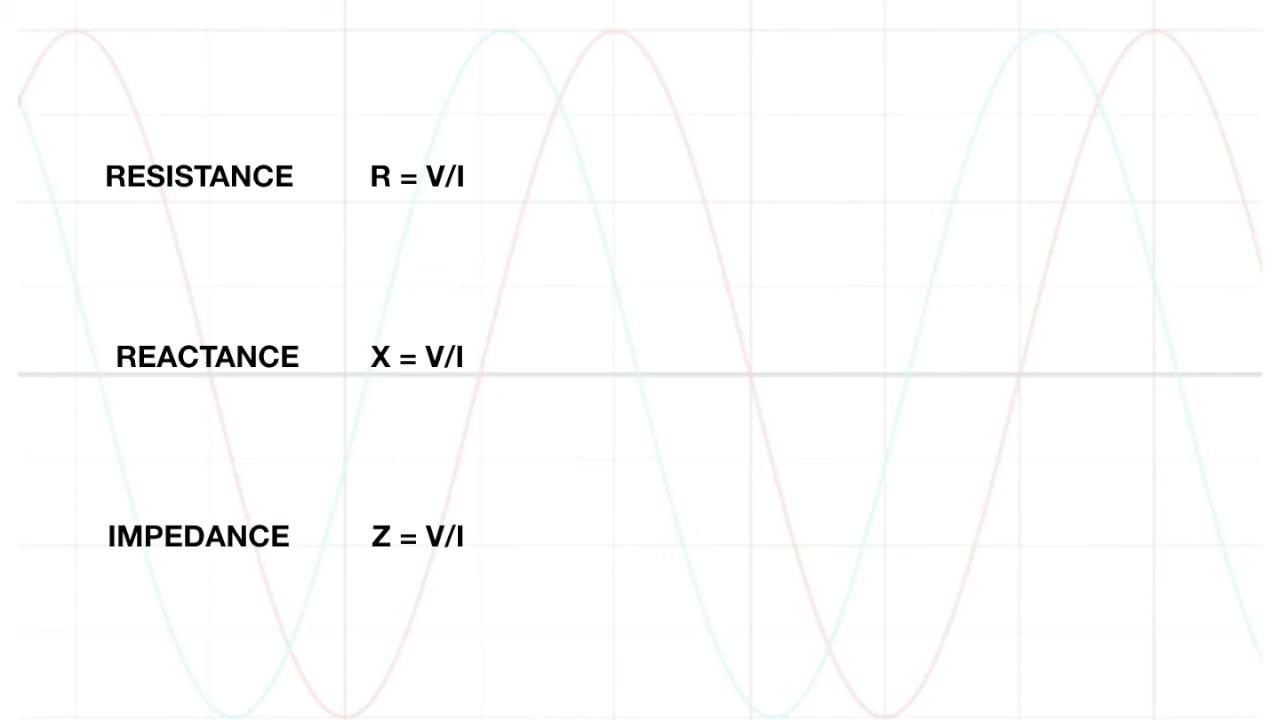 RESISTANCE R = V/I
REACTANCE X = V/I
IMPEDANCE Z = V/I